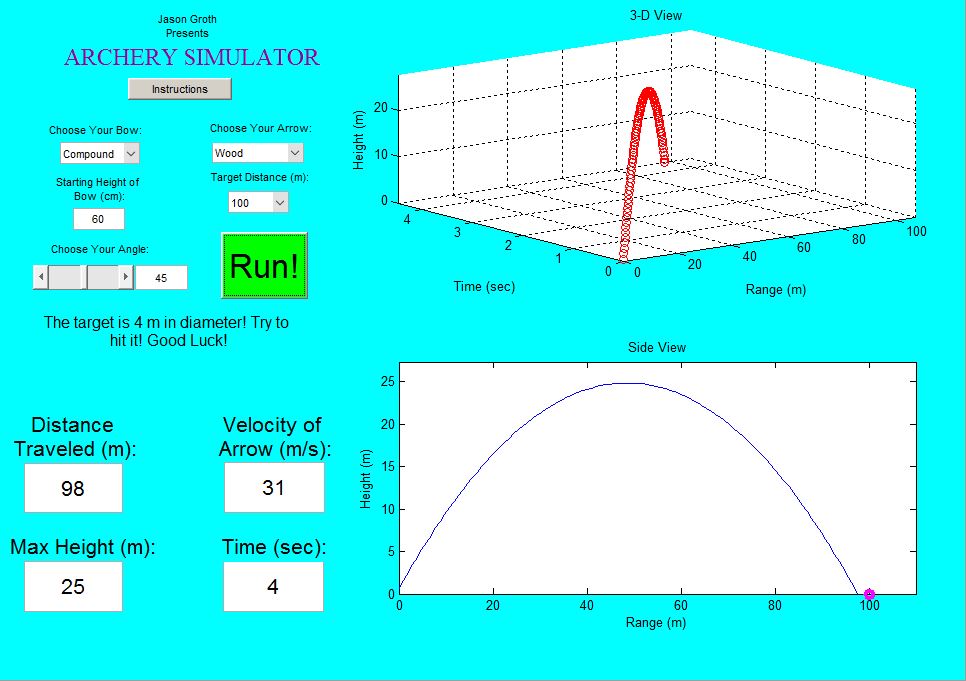 Jason Groth
Presents
ARCHERY SIMULATOR
Instructions
Choose Your Bow:
Compound
Choose Your Arrow:
Wood
Starting Height of
Bow (cm):
60
Target Distance (m):
100
Choose Your Angle:
45
Run!
The target is 4 m in diameter! Try to
hit it! Good Luck!
Distance
Traveled (m):
98
Velocity of
Arrow (m/s):
31
Max Height (m):
25
Time (sec):
4
3-D View
Height (m)
20
10
0
4
3
2
1
0
Time (sec)
0
20
40
60
80
100
Range (m)
Side View
Height (m)
25
20
15
10
5
0
0
20
40
60
80
100
Range (m)